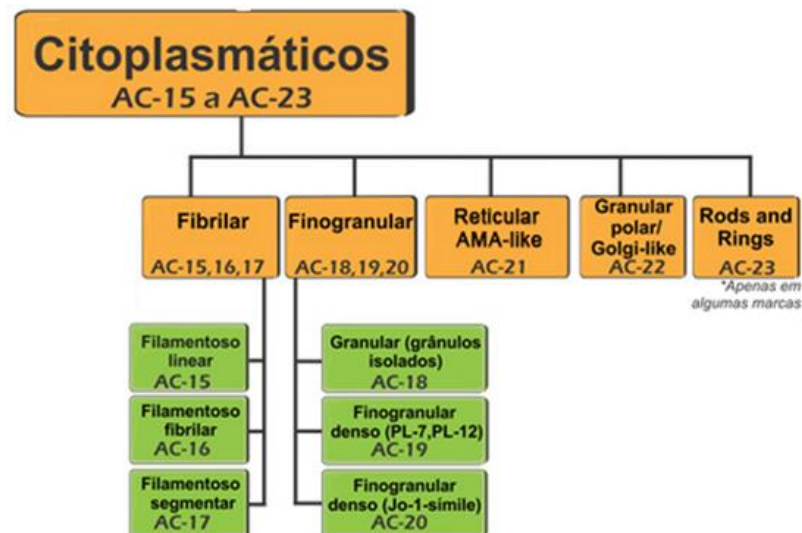 Citoplasmáticos
AC-15 a AC-23
Fibrilar
AC-15,16,17
Finogranular
AC-18,19,20
Reticular
AMA-like
AC-21
Granular
polar/
Golgi-like
AC-22
Rods and
Rings
AC-23
*Apenas em
algumas marcas
Filamentoso
linear
AC-15
Filamentoso
fibrilar
AC-16
Filamentoso
segmentar
AC-17
Granular (grânulos
isolados)
AC-18
Finogranular
denso (PL-7,PL-12)
AC-19
Finogranular
denso (Jo-1-símile)
AC-20